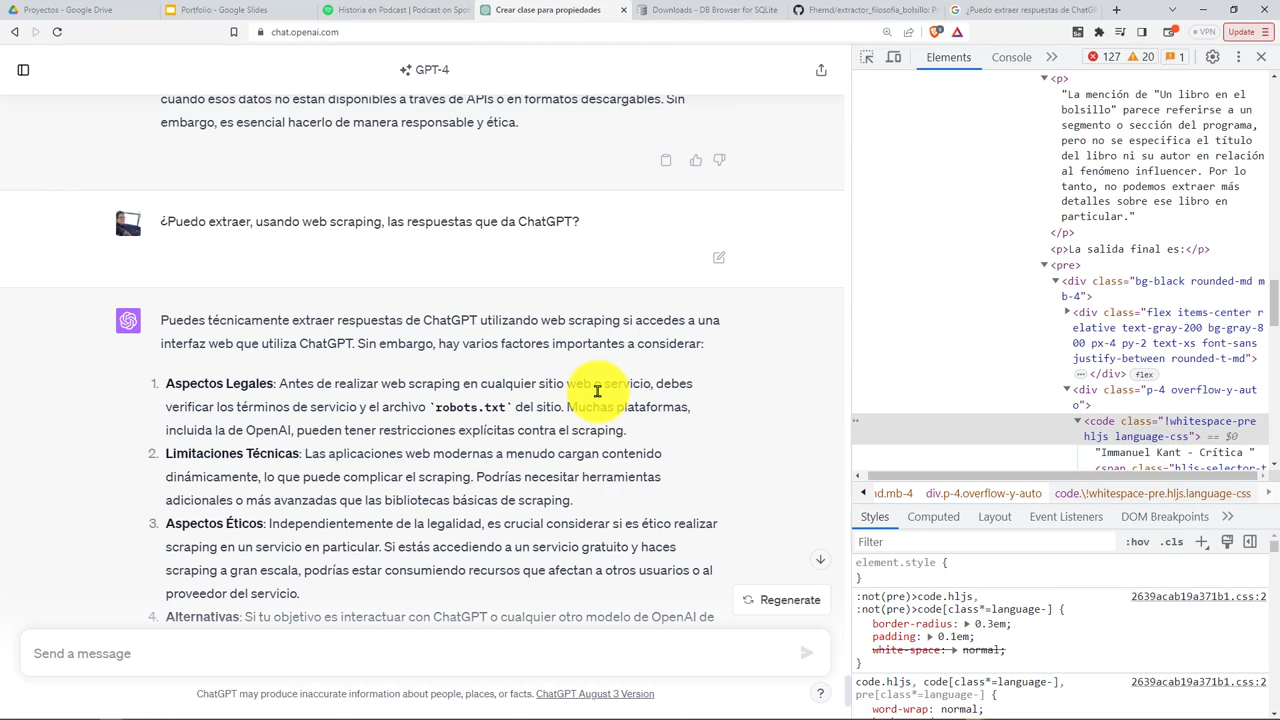 Proyectos - Google Drive
Portfolio - Google Slides
Historia en Podcast | Podcast on Spot
Crear clase para propiedades
Downloads - DB Browser for SQLite
Fhernd/extractor_filosofia_bolsillo: P
¿Puedo extraer respuestas de ChatG
chat.openai.com
VPN
Update
GPT-4
cuando esos datos no están disponibles a través de APIs o en formatos descargables. Sin
embargo, es esencial hacerlo de manera responsable y ética.
¿Puedo extraer, usando web scraping, las respuestas que da ChatGPT?
Puedes técnicamente extraer respuestas de ChatGPT utilizando web scraping si accedes a una
interfaz web que utiliza ChatGPT. Sin embargo, hay varios factores importantes a considerar:
1. Aspectos Legales: Antes de realizar web scraping en cualquier sitio web o servicio, debes
verificar los términos de servicio y el archivo `robots.txt` del sitio. Muchas plataformas,
incluida la de OpenAI, pueden tener restricciones explícitas contra el scraping.
2. Limitaciones Técnicas: Las aplicaciones web modernas a menudo cargan contenido
dinámicamente, lo que puede complicar el scraping. Podrías necesitar herramientas
adicionales o más avanzadas que las bibliotecas básicas de scraping.
3. Aspectos Éticos: Independientemente de la legalidad, es crucial considerar si es ético realizar
scraping en un servicio en particular. Si estás accediendo a un servicio gratuito y haces
scraping a gran escala, podrías estar consumiendo recursos que afectan a otros usuarios o al
proveedor del servicio.
4. Alternativas: Si tu objetivo es interactuar con ChatGPT o cualquier otro modelo de OpenAI de
Regenerate
Send a message
ChatGPT may produce inaccurate information about people, places, or facts. ChatGPT August 3 Version
?
Elements
Console
127
20
1
<p>
"La mención de "Un libro en el
bolsillo" parece referirse a un
segmento o sección del programa,
pero no se especifica el título
del libro ni su autor en relación
al fenómeno influencer. Por lo
tanto, no podemos extraer más
detalles sobre ese libro en
particular."
</p>
<p>La salida final es:</p>
<pre>
<div class="bg-black rounded-md m
b-4">
<div class="flex items-center r
elative text-gray-200 bg-gray-8
00 px-4 py-2 text-xs font-sans
justify-between rounded-t-md">
</div> flex
<div class="p-4 overflow-y-aut
o">
<code class="!whitespace-pre
hljs language-css"> == $0
"Immanuel Kant - Crítica "
<span class="hljs-selector-t
nd.mb-4
div.p-4.overflow-y-auto
code.\!whitespace-pre.hljs.language-css
Styles
Computed
Layout
Event Listeners
DOM Breakpoints
Filter
:hov
.cls
element.style {
}
:not(pre)>code.hljs,
2639acab19a371b1.css:2
:not(pre)>code[class*=language-] {
border-radius: 0.3em;
padding: 0.1em;
white-space: normal;
}
code.hljs, code[class*=language-],
2639acab19a371b1.css:2
pre[class*=language-] {
word-wrap: normal;